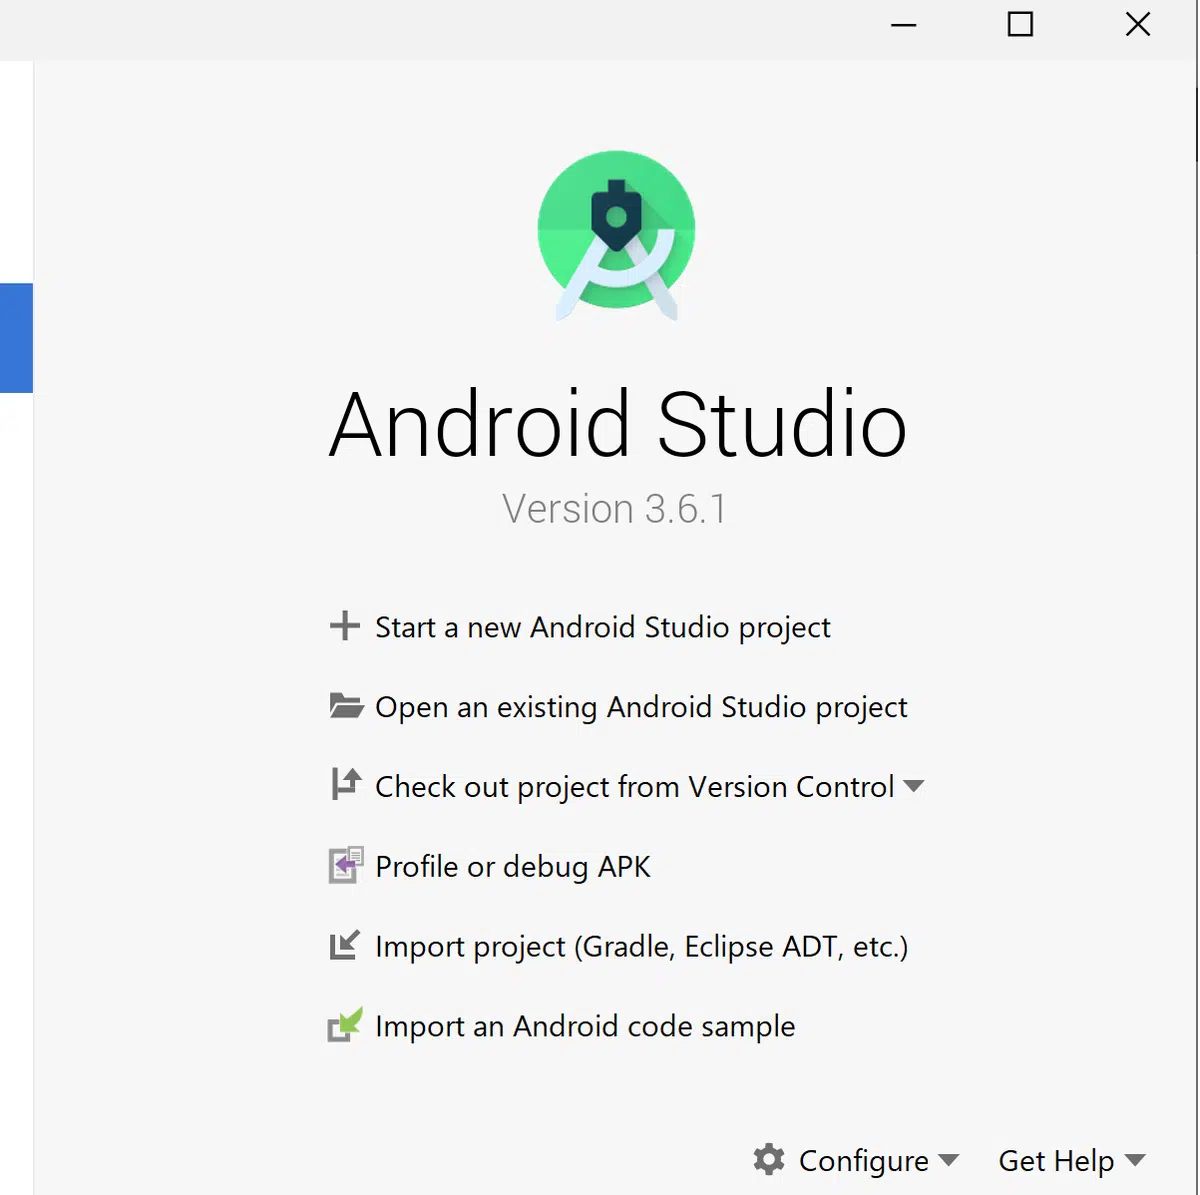 Android Studio
Version 3.6.1
Start a new Android Studio project
Open an existing Android Studio project
Check out project from Version Control
Profile or debug APK
Import project (Gradle, Eclipse ADT, etc.)
Import an Android code sample
Configure Get Help